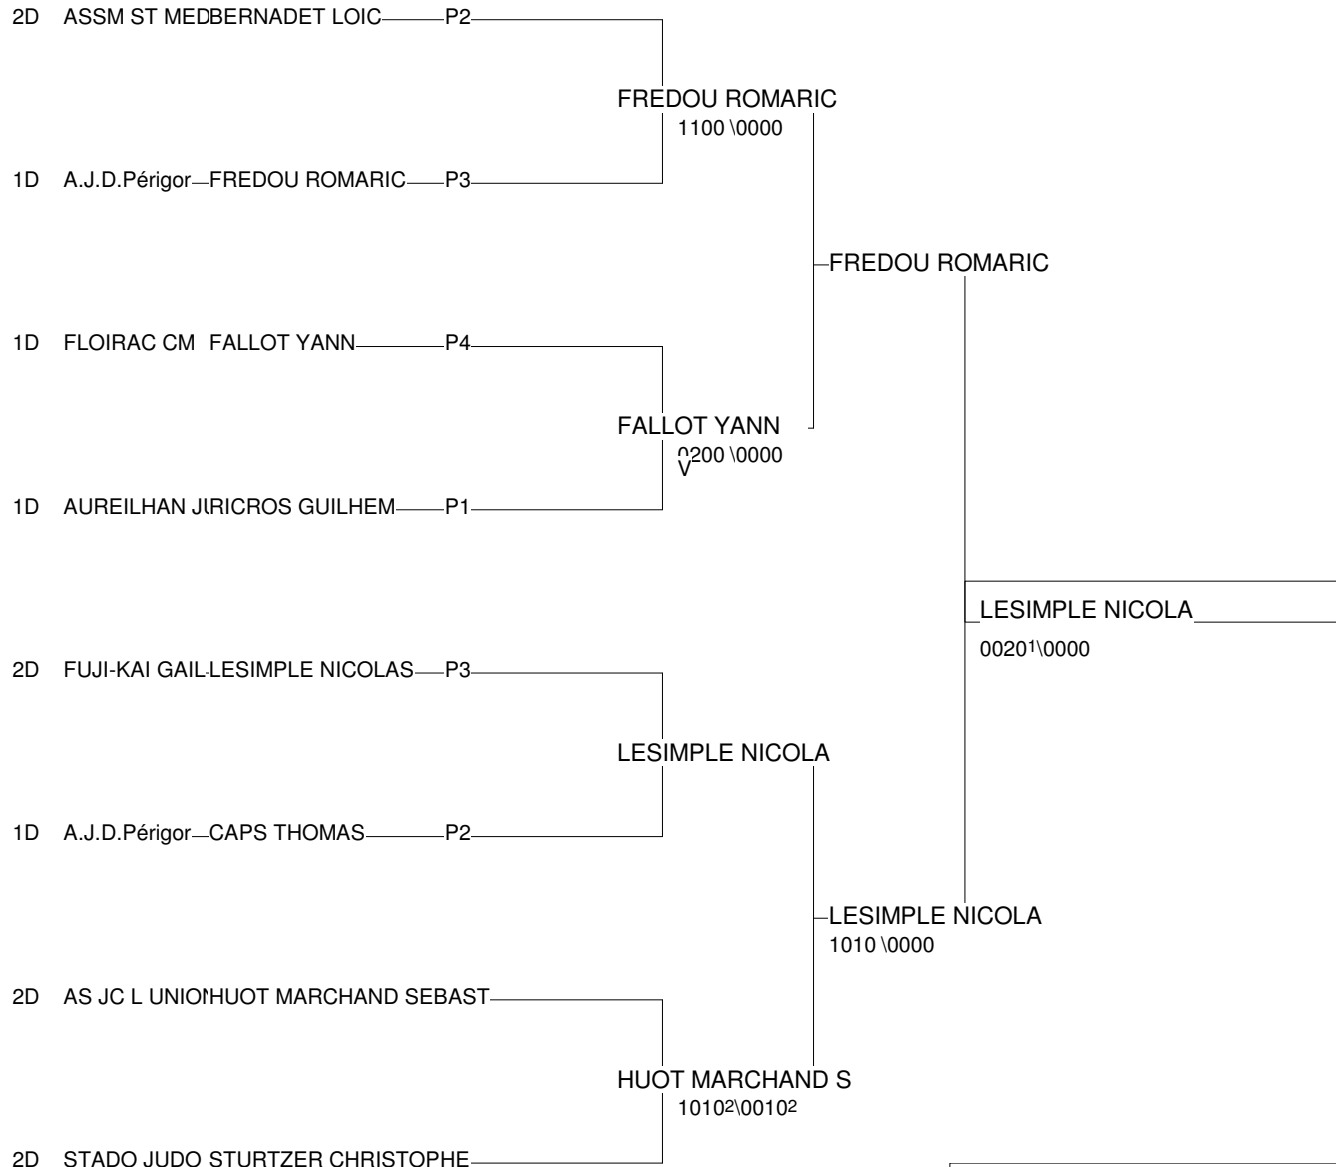 2D ASSM ST MEDBERNADET LOIC P2
FREDOU ROMARIC
1100 \0000
1D A.J.D.Périgor FREDOU ROMARIC P3
FREDOU ROMARIC
1D FLOIRAC CM FALLOT YANN P4
FALLOT YANN
0200 \0000
V
1D AUREILHAN JURICROS GUILHEM P1
LESIMPLE NICOLA
0020¹\0000
2D FUJI-KAI GAIL LESIMPLE NICOLAS P3
LESIMPLE NICOLA
1D A.J.D.Périgor CAPS THOMAS P2
LESIMPLE NICOLA
1010 \0000
2D AS JC L UNION HUOT MARCHAND SEBAST
HUOT MARCHAND S
1010²\0010²
2D STADO JUDO STURTZER CHRISTOPHE